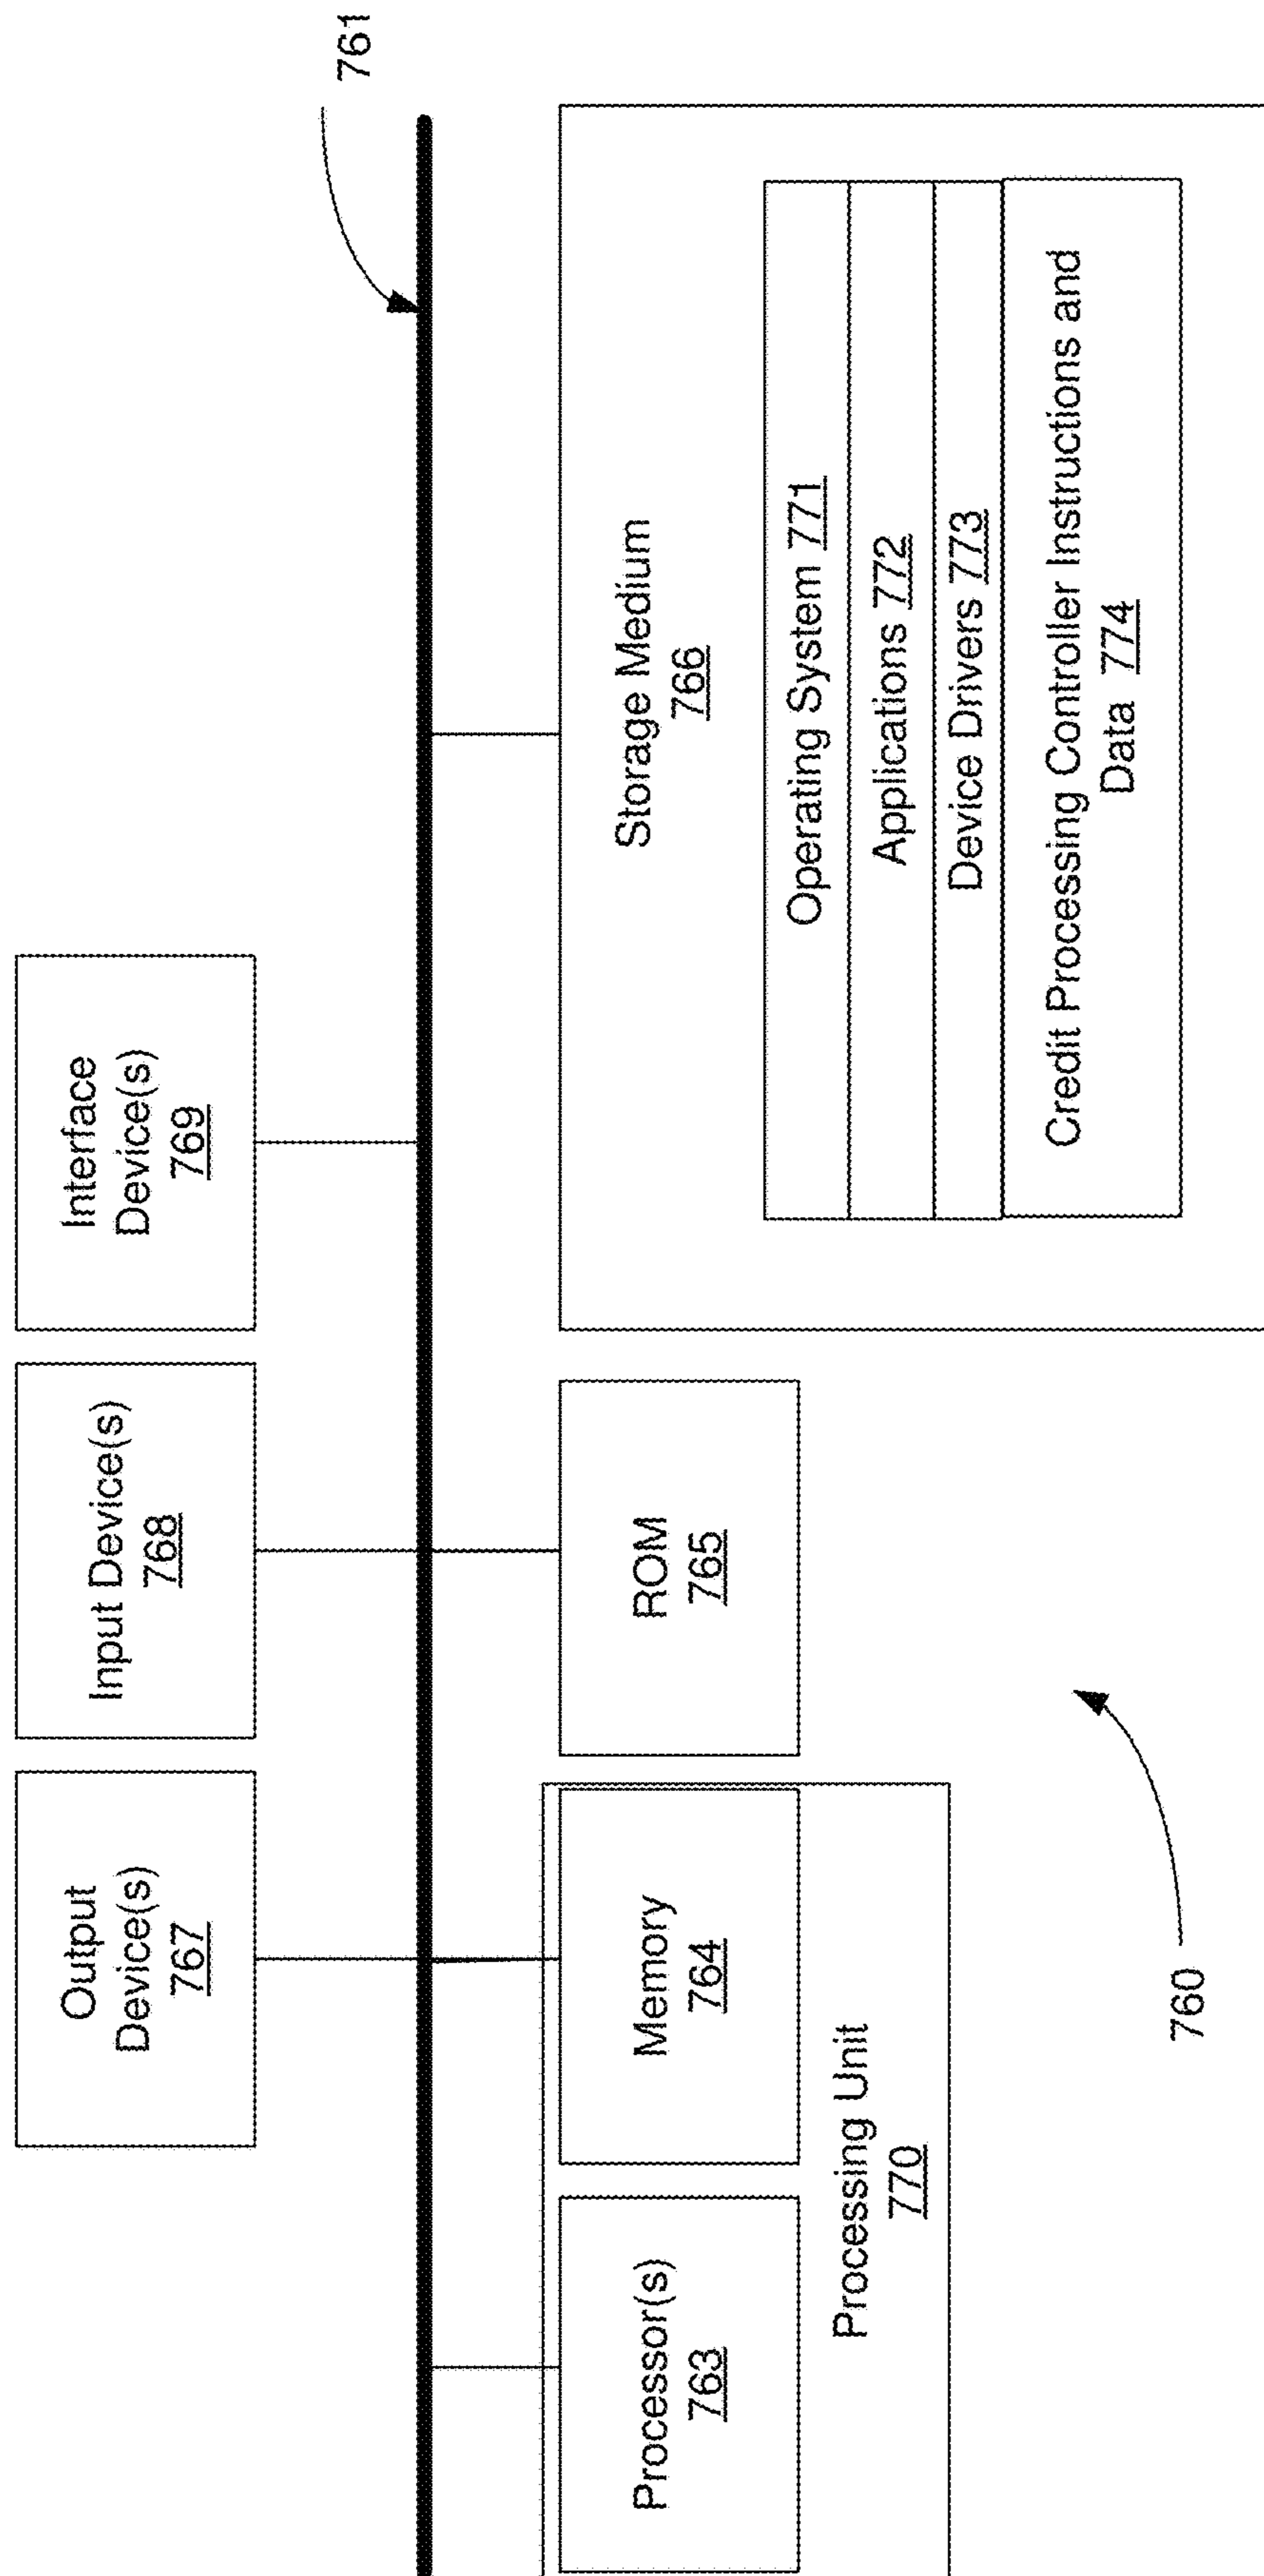 761
Output
Device(s)
767
Input Device(s)
768
Interface
Device(s)
769
Processor(s)
763
Memory
764
Processing Unit
770
ROM
765
Storage Medium
766
Operating System 771
Applications 772
Device Drivers 773
Credit Processing Controller Instructions and
Data 774
760